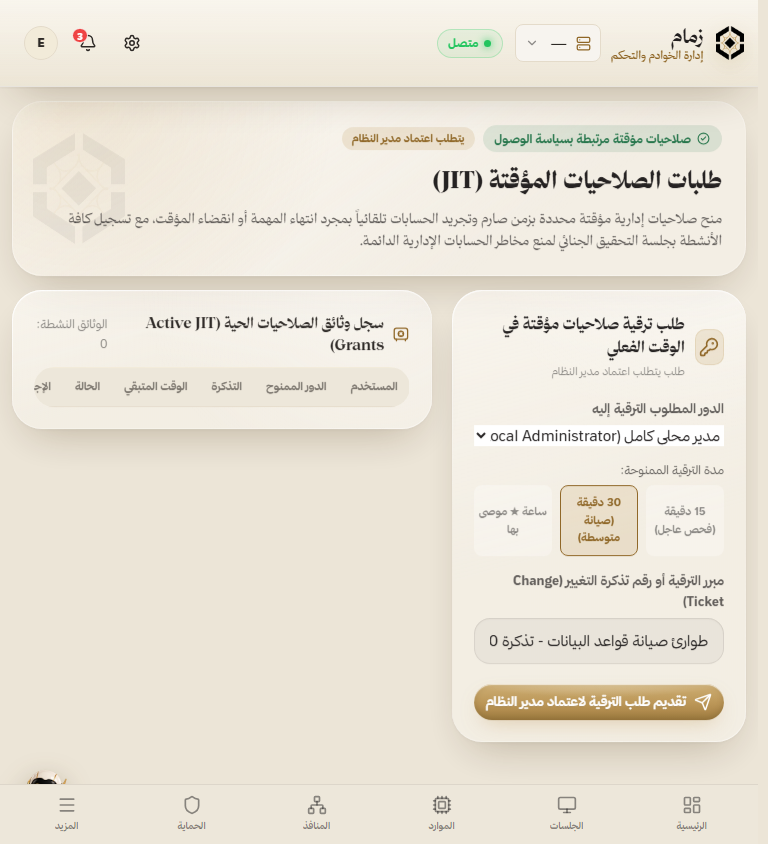 زمام
إدارة الخوادم والتحكم
—
متصل
3
E
صلاحيات مؤقتة مرتبطة بسياسة الوصول
يتطلب اعتماد مدير النظام
طلبات الصلاحيات المؤقتة (JIT)
منح صلاحيات إدارية مؤقتة محددة بزمن صارم وتجريد الحسابات تلقائياً بمجرد انتهاء المهمة أو انقضاء المؤقت، مع تسجيل كافة
الأنشطة بجلسة التحقيق الجنائي لمنع مخاطر الحسابات الإدارية الدائمة.
طلب ترقية صلاحيات مؤقتة في
الوقت الفعلي
طلب يتطلب اعتماد مدير النظام
الدور المطلوب الترقية إليه
مدير محلي كامل (ocal Administrator
مدة الترقية الممنوحة:
15 دقيقة
(فحص عاجل)
30 دقيقة
(صيانة
متوسطة)
ساعة ★ موصى
بها
مبرر الترقية أو رقم تذكرة التغيير (Change
Ticket)
طوارئ صيانة قواعد البيانات - تذكرة 0
تقديم طلب الترقية لاعتماد مدير النظام
سجل وثائق الصلاحيات الحية (Active JIT
Grants)
الوثائق النشطة:
0
المستخدم
الدور الممنوح
التذكرة
الوقت المتبقي
الحالة
الإج
الرئيسية
الجلسات
الموارد
المنافذ
الحماية
المزيد